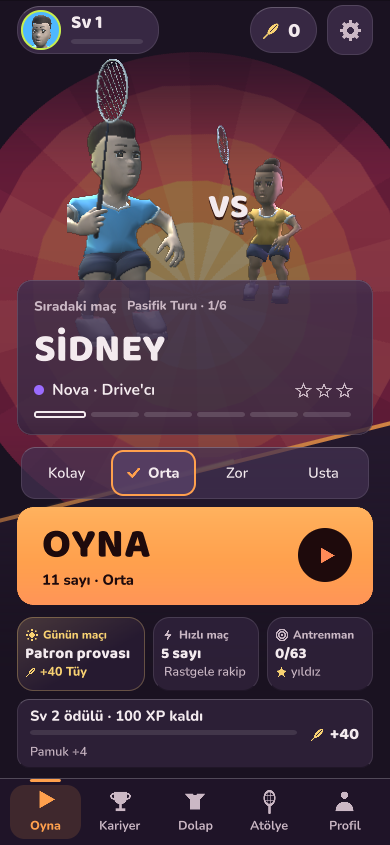 Sv 1
0
VS
Sıradaki maç Pasifik Turu · 1/6
SİDNEY
Nova · Drive'cı
Kolay
Orta
Zor
Usta
OYNA
11 sayı · Orta
Günün maçı
Patron provası
+40 Tüy
Hızlı maç
5 sayı
Rastgele rakip
Antrenman
0/63
yıldız
Sv 2 ödülü · 100 XP kaldı
+40
Pamuk +4
Oyna
Kariyer
Dolap
Atölye
Profil